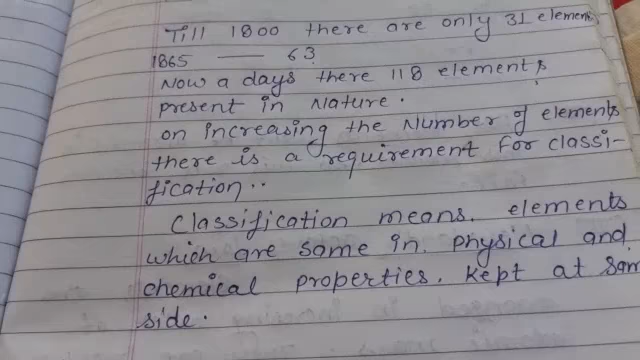 Till 1800 there are only 31 elements
1865 —— 63
Now a days there 118 elements
present in Nature.
on increasing the Number of elements
there is a requirement for classi-
fication..
Classification means. elements
which are same in. physical and
chemical properties. kept at sam
side.